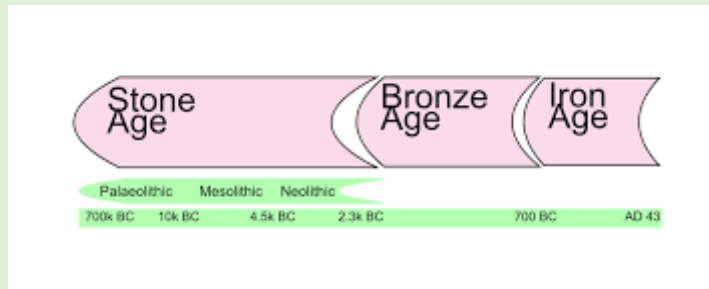 Stone
Age
Bronze
Age
Iron
Age
Palaeolithic Mesolithic Neolithic
700k BC 10k BC 4.5k BC 2.3k BC 700 BC AD 43